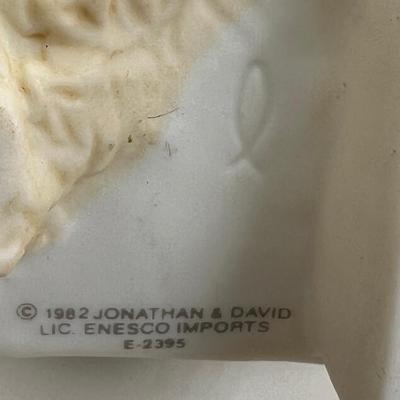 © 1982 JONATHAN & DAVID
LIC. ENESCO IMPORTS
E-2395